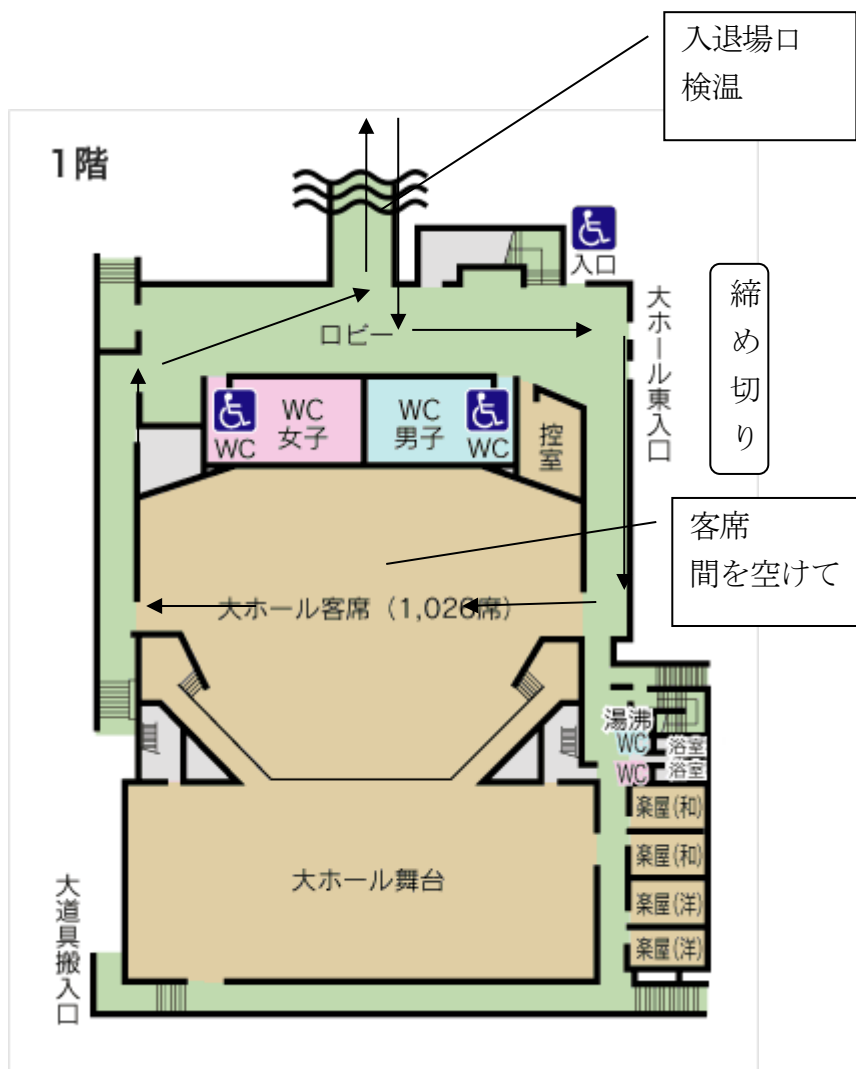 入退場口
検温
1階
入口
ロビー
大ホール東入口
締め切り
WC
女子
WC
WC
男子
WC
控室
客席
間を空けて
大ホール客席（1,026席）
湯沸
WC
浴室
WC
浴室
楽屋(和)
楽屋(和)
楽屋(洋)
楽屋(洋)
大ホール舞台
大道具搬入口